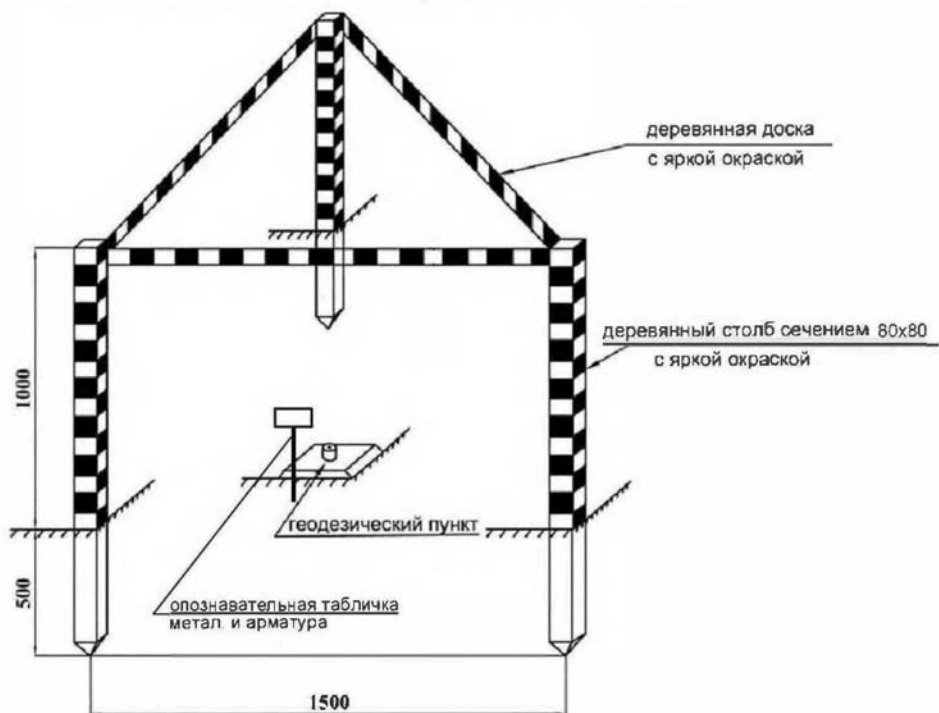 деревянная доска
с яркой окраской
деревянный столб сечением 80х80
с яркой окраской
1000
геодезический пункт
500
опознавательная табличка
метал. и арматура
1500